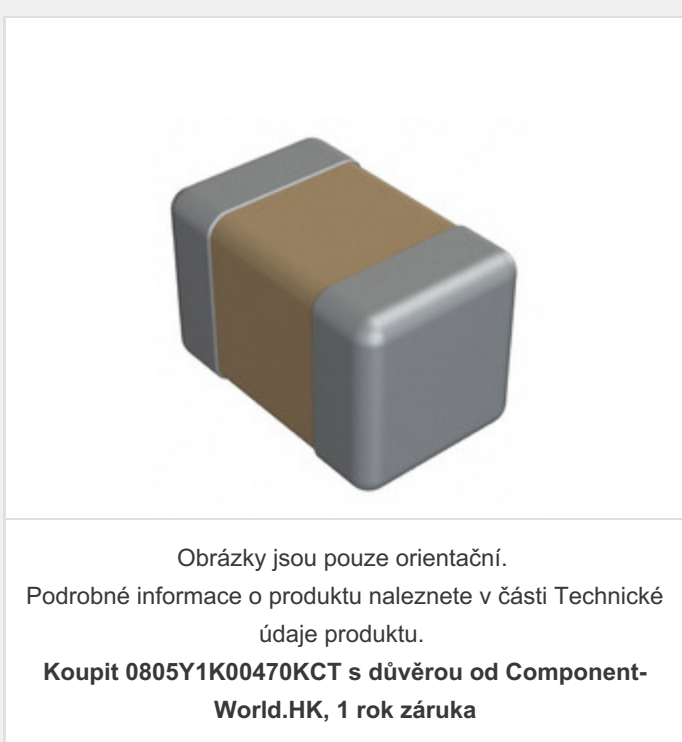 Obrázky jsou pouze orientační.
Podrobné informace o produktu naleznete v části Technické
údaje produktu.
Koupit 0805Y1K00470KCT s důvěrou od Component-
World.HK, 1 rok záruka